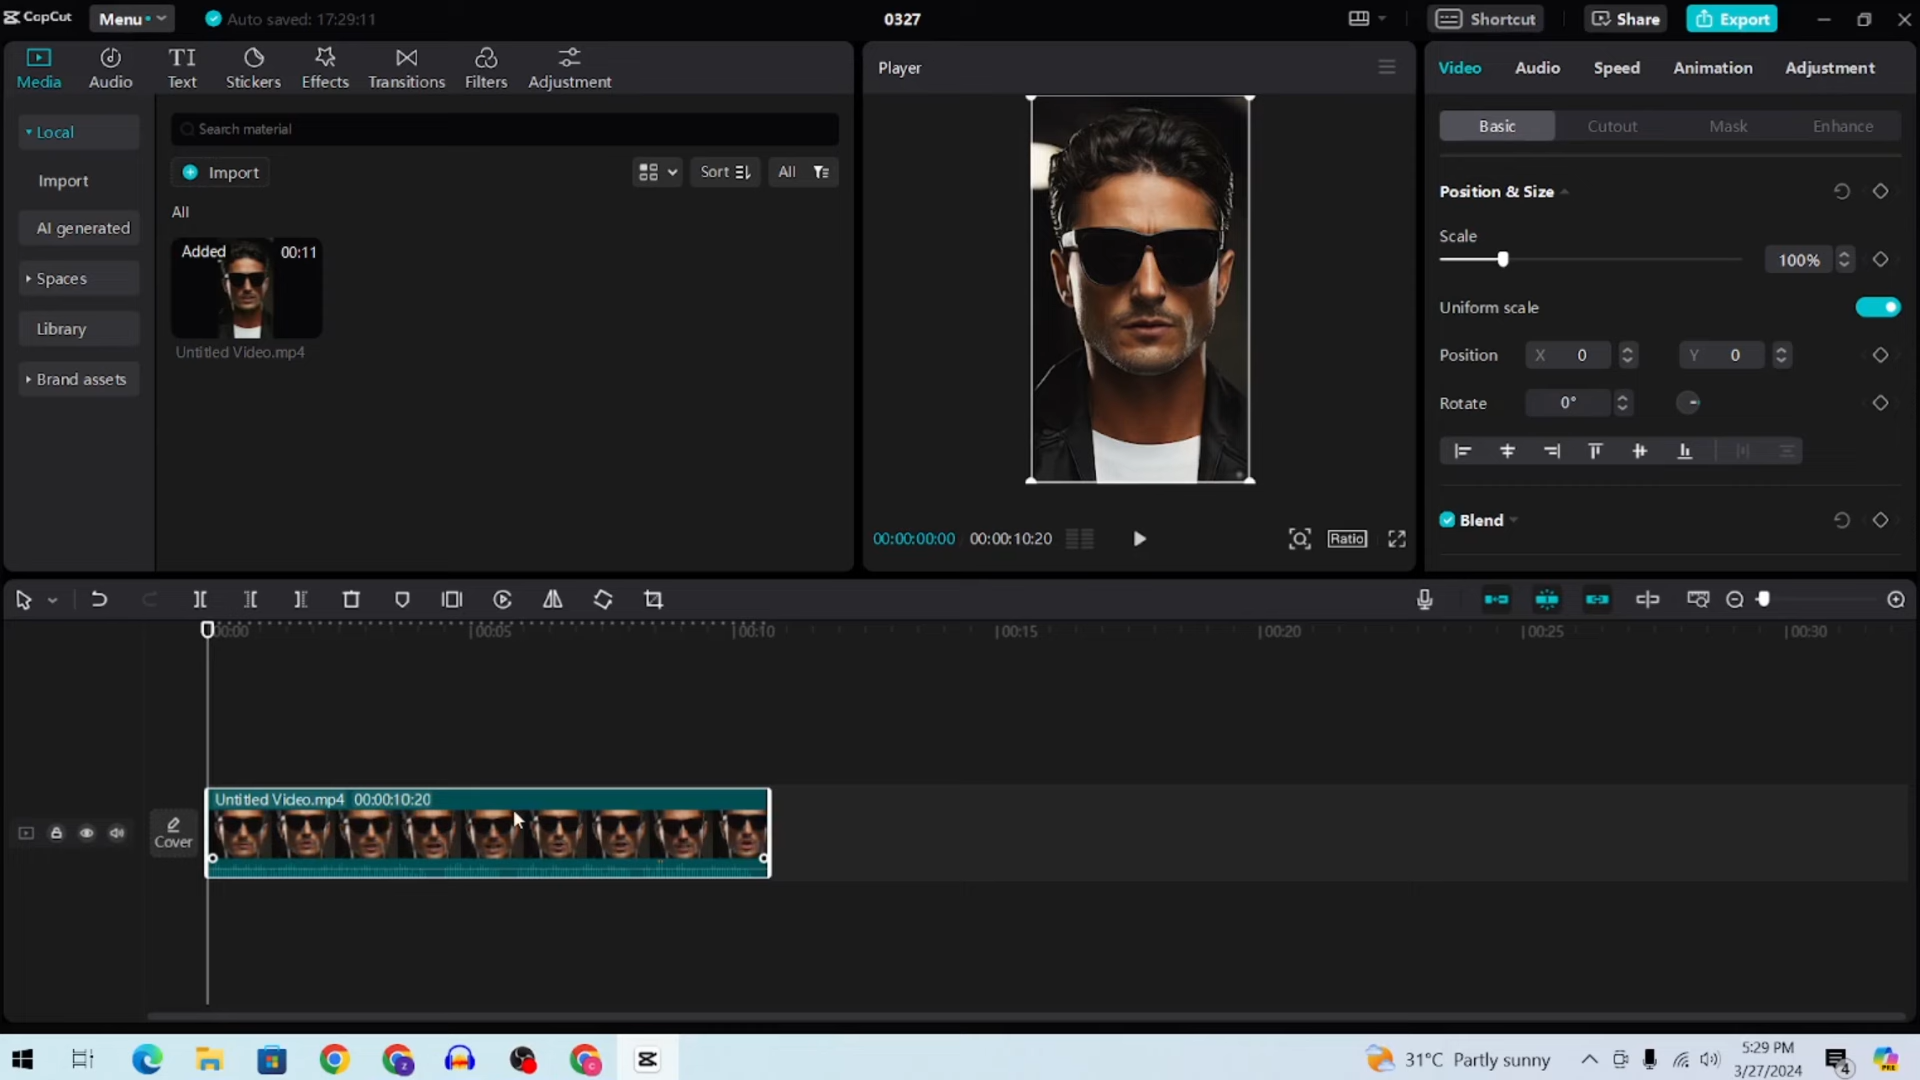 CapCut Menu Auto saved: 17:29:11 0327 Shortcut Share Export
Media Audio Text Stickers Effects Transitions Filters Adjustment
Player
Video Audio Speed Animation Adjustment
Local
Import
AI generated
Spaces
Library
Brand assets
Search material
Import Sort All
All
Added 00:11
Untitled Video.mp4
Basic Cutout Mask Enhance
Position & Size
Scale
100%
Uniform scale
Position X 0 Y 0
Rotate 0°
Blend
00:00:00:00 00:00:10:20 Ratio
00:00 00:05 00:10 00:15 00:20 00:25 00:30
Cover
Untitled Video.mp4 00:00:10:20
31°C Partly sunny
5:29 PM
3/27/2024
4
PRE